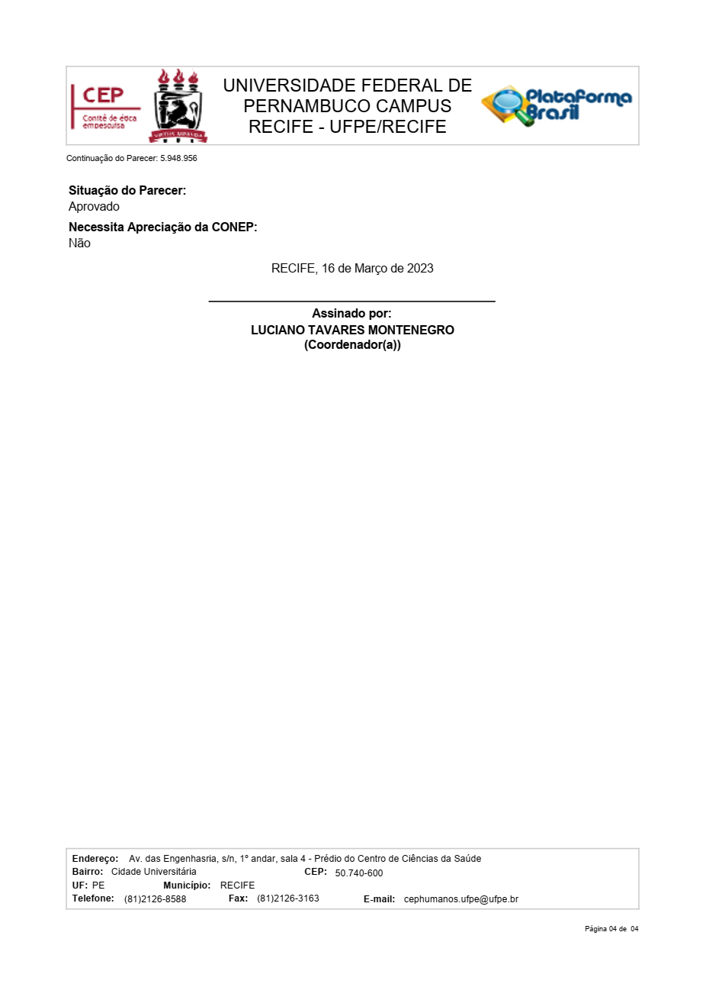 CEP
Comitê de ética
em pesquisa
VIRTUS IMPAVIDA
UNIVERSIDADE FEDERAL DE
PERNAMBUCO CAMPUS
RECIFE - UFPE/RECIFE
Plataforma
Brasil
Continuação do Parecer: 5.948.956
Situação do Parecer:
Aprovado
Necessita Apreciação da CONEP:
Não
RECIFE, 16 de Março de 2023
Assinado por:
LUCIANO TAVARES MONTENEGRO
(Coordenador(a))
Endereço: Av. das Engenhasria, s/n, 1º andar, sala 4 - Prédio do Centro de Ciências da Saúde
Bairro: Cidade Universitária CEP: 50.740-600
UF: PE Município: RECIFE
Telefone: (81)2126-8588 Fax: (81)2126-3163 E-mail: cephumanos.ufpe@ufpe.br
Página 04 de 04